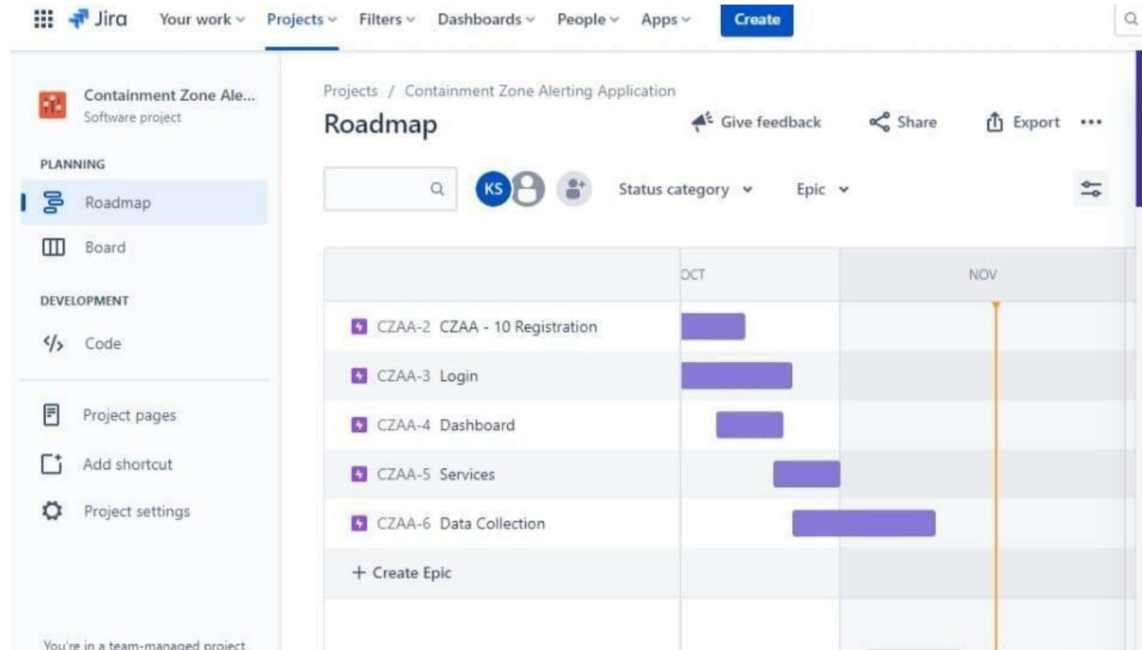 Jira Your work Projects Filters Dashboards People Apps Create
Containment Zone Ale...
Software project
PLANNING
Roadmap
Board
DEVELOPMENT
Code
Project pages
Add shortcut
Project settings
You're in a team-managed project
Projects / Containment Zone Alerting Application
Roadmap
Give feedback
Share
Export
KS
Status category
Epic
OCT NOV
CZAA-2 CZAA - 10 Registration
CZAA-3 Login
CZAA-4 Dashboard
CZAA-5 Services
CZAA-6 Data Collection
+ Create Epic